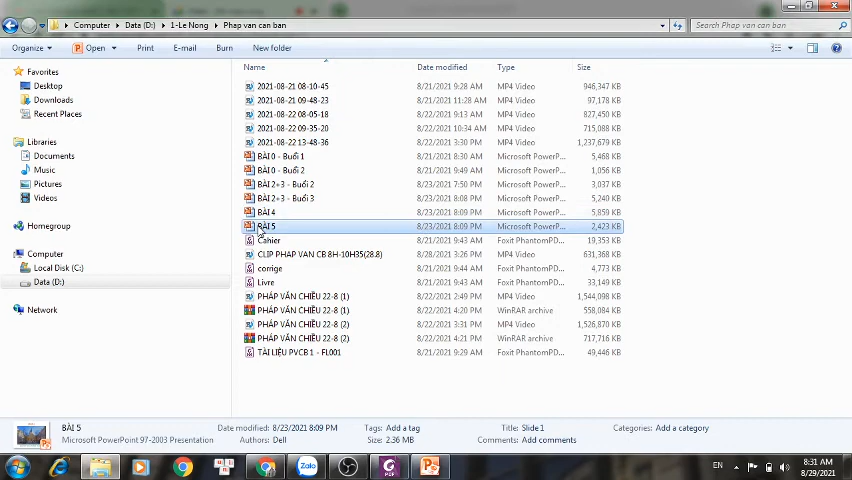 Computer ▸ Data (D:) ▸ 1-Le Nong ▸ Phap van can ban
Search Phap van can ban
Organize ▾ Open ▾ Print E-mail Burn New folder
Name Date modified Type Size
Favorites
Desktop
Downloads
Recent Places
Libraries
Documents
Music
Pictures
Videos
Homegroup
Computer
Local Disk (C:)
Data (D:)
Network
2021-08-21 08-10-45 8/21/2021 9:28 AM MP4 Video 946,347 KB
2021-08-21 09-48-23 8/21/2021 11:28 AM MP4 Video 97,178 KB
2021-08-22 08-05-18 8/22/2021 9:13 AM MP4 Video 827,450 KB
2021-08-22 09-35-20 8/22/2021 10:34 AM MP4 Video 715,088 KB
2021-08-22 13-48-36 8/22/2021 3:30 PM MP4 Video 1,237,679 KB
BÀI 0 - Buổi 1 8/21/2021 8:30 AM Microsoft PowerP... 5,468 KB
BÀI 0 - Buổi 2 8/22/2021 8:09 AM Microsoft PowerP... 1,256 KB
BÀI 2+3 - Buổi 2 8/23/2021 7:50 PM Microsoft PowerP... 3,037 KB
BÀI 2+3 - Buổi 3 8/23/2021 8:08 PM Microsoft PowerP... 5,240 KB
BÀI 4 8/23/2021 8:09 PM Microsoft PowerP... 5,859 KB
BÀI 5 8/23/2021 8:09 PM Microsoft PowerP... 2,423 KB
Cahier 8/21/2021 9:43 AM Foxit PhantomPD... 19,353 KB
CLIP PHAP VAN CB 8H-10H35(28.8) 8/28/2021 3:26 PM MP4 Video 631,368 KB
corrige 8/21/2021 9:43 AM Foxit PhantomPD... 4,773 KB
Livre 8/21/2021 9:43 AM Foxit PhantomPD... 33,149 KB
PHÁP VĂN CHIỀU 22-8 (1) 8/22/2021 2:49 PM MP4 Video 1,544,098 KB
PHÁP VĂN CHIỀU 22-8 (1) 8/22/2021 4:20 PM WinRAR archive 558,084 KB
PHÁP VĂN CHIỀU 22-8 (2) 8/22/2021 3:31 PM MP4 Video 1,526,870 KB
PHÁP VĂN CHIỀU 22-8 (2) 8/22/2021 4:21 PM WinRAR archive 717,716 KB
TÀI LIỆU PVCB 1 - FL001 8/21/2021 9:29 AM Foxit PhantomPD... 49,446 KB
BÀI 5 Date modified: 8/23/2021 8:09 PM Tags: Add a tag Title: Slide 1 Categories: Add a category
Microsoft PowerPoint 97-2003 Presentation Authors: Dell Size: 2.36 MB Comments: Add comments
Zalo
PDF
EN
8:31 AM
8/29/2021